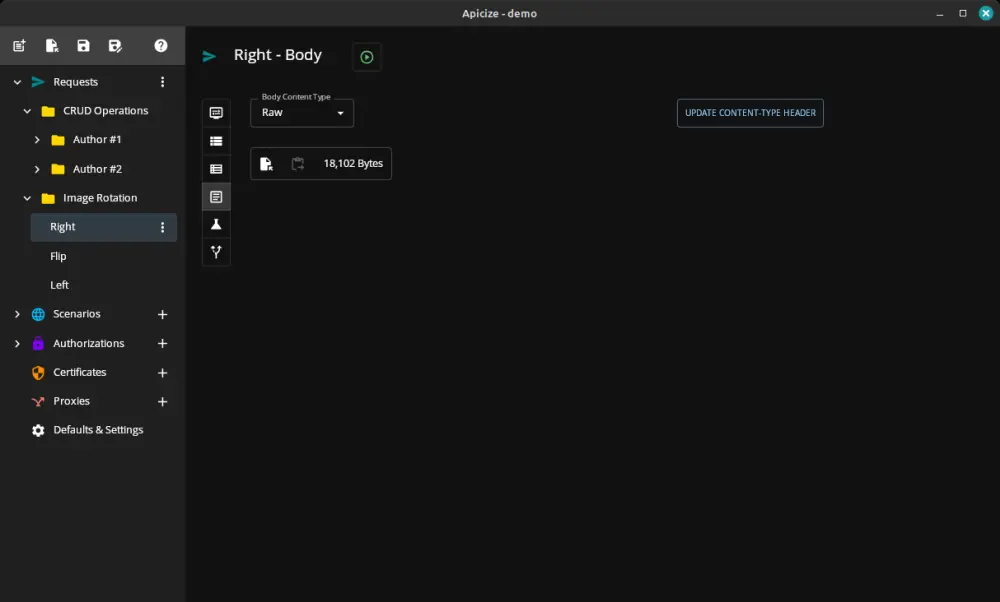 Apicize - demo
Right - Body
Requests
CRUD Operations
Author #1
Author #2
Image Rotation
Right
Flip
Left
Scenarios
Authorizations
Certificates
Proxies
Defaults & Settings
Body Content Type
Raw
UPDATE CONTENT-TYPE HEADER
18,102 Bytes